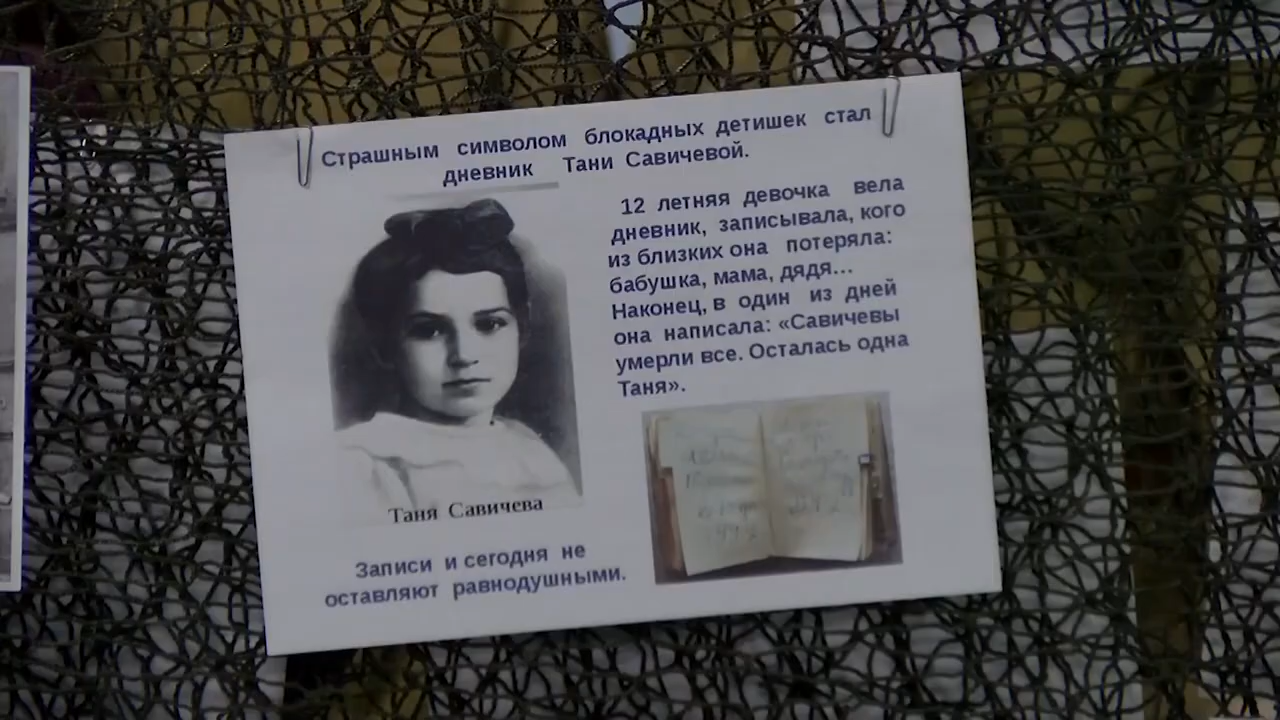 Страшным символом блокадных детишек стал
дневник Тани Савичевой.
12 летняя девочка вела
дневник, записывала, кого
из близких она потеряла:
бабушка, мама, дядя...
Наконец, в один из дней
она написала: «Савичевы
умерли все. Осталась одна
Таня».
Таня Савичева
Записи и сегодня не
оставляют равнодушными.